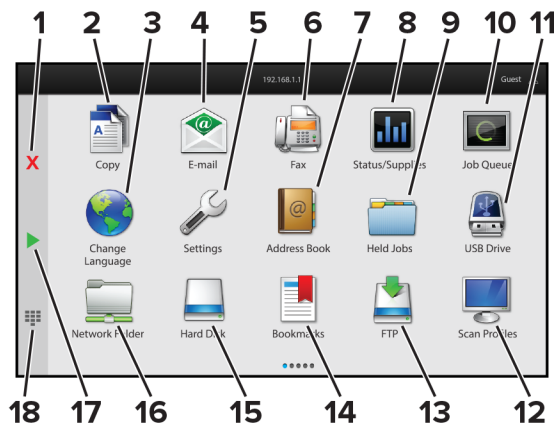 1 2 3 4 5 6 7 8 9 10 11
192.168.1.1
Guest
A
X
@
Copy
E-mail
Fax
Status/Supplies
Job Queue
@
Change
Language
Settings
Address Book
Held Jobs
USB Drive
Network Folder
Hard Disk
Bookmarks
FTP
Scan Profiles
18 17 16 15 14 13 12